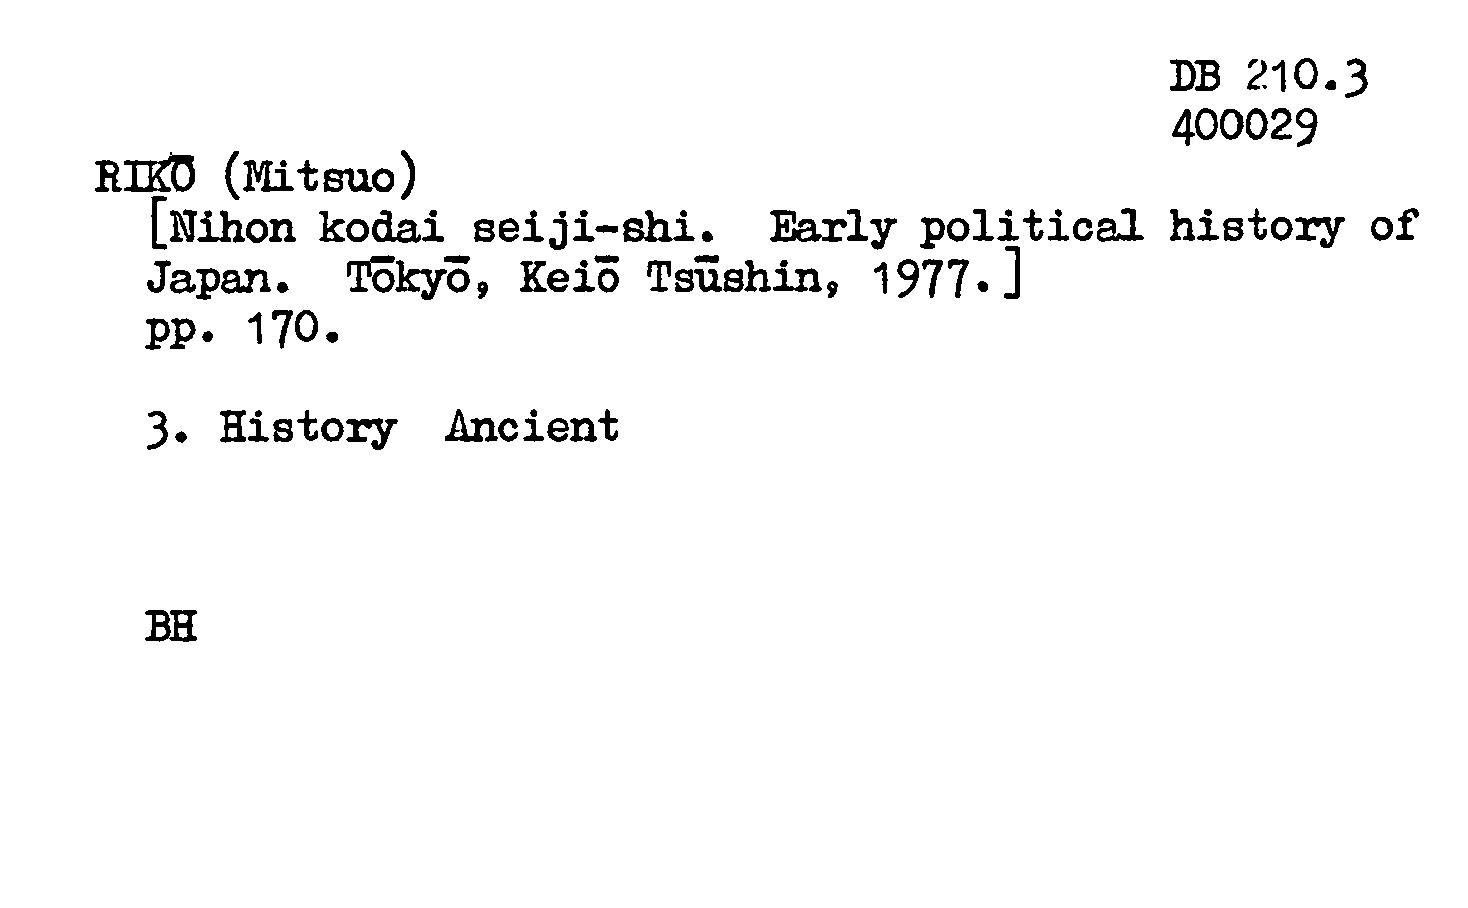 DB 210.3
400029
RIKŌ (Mitsuo)
[Nihon kodai seiji-shi. Early political history of
Japan. Tōkyō, Keiō Tsūshin, 1977.]
pp. 170.
3. History Ancient
BH